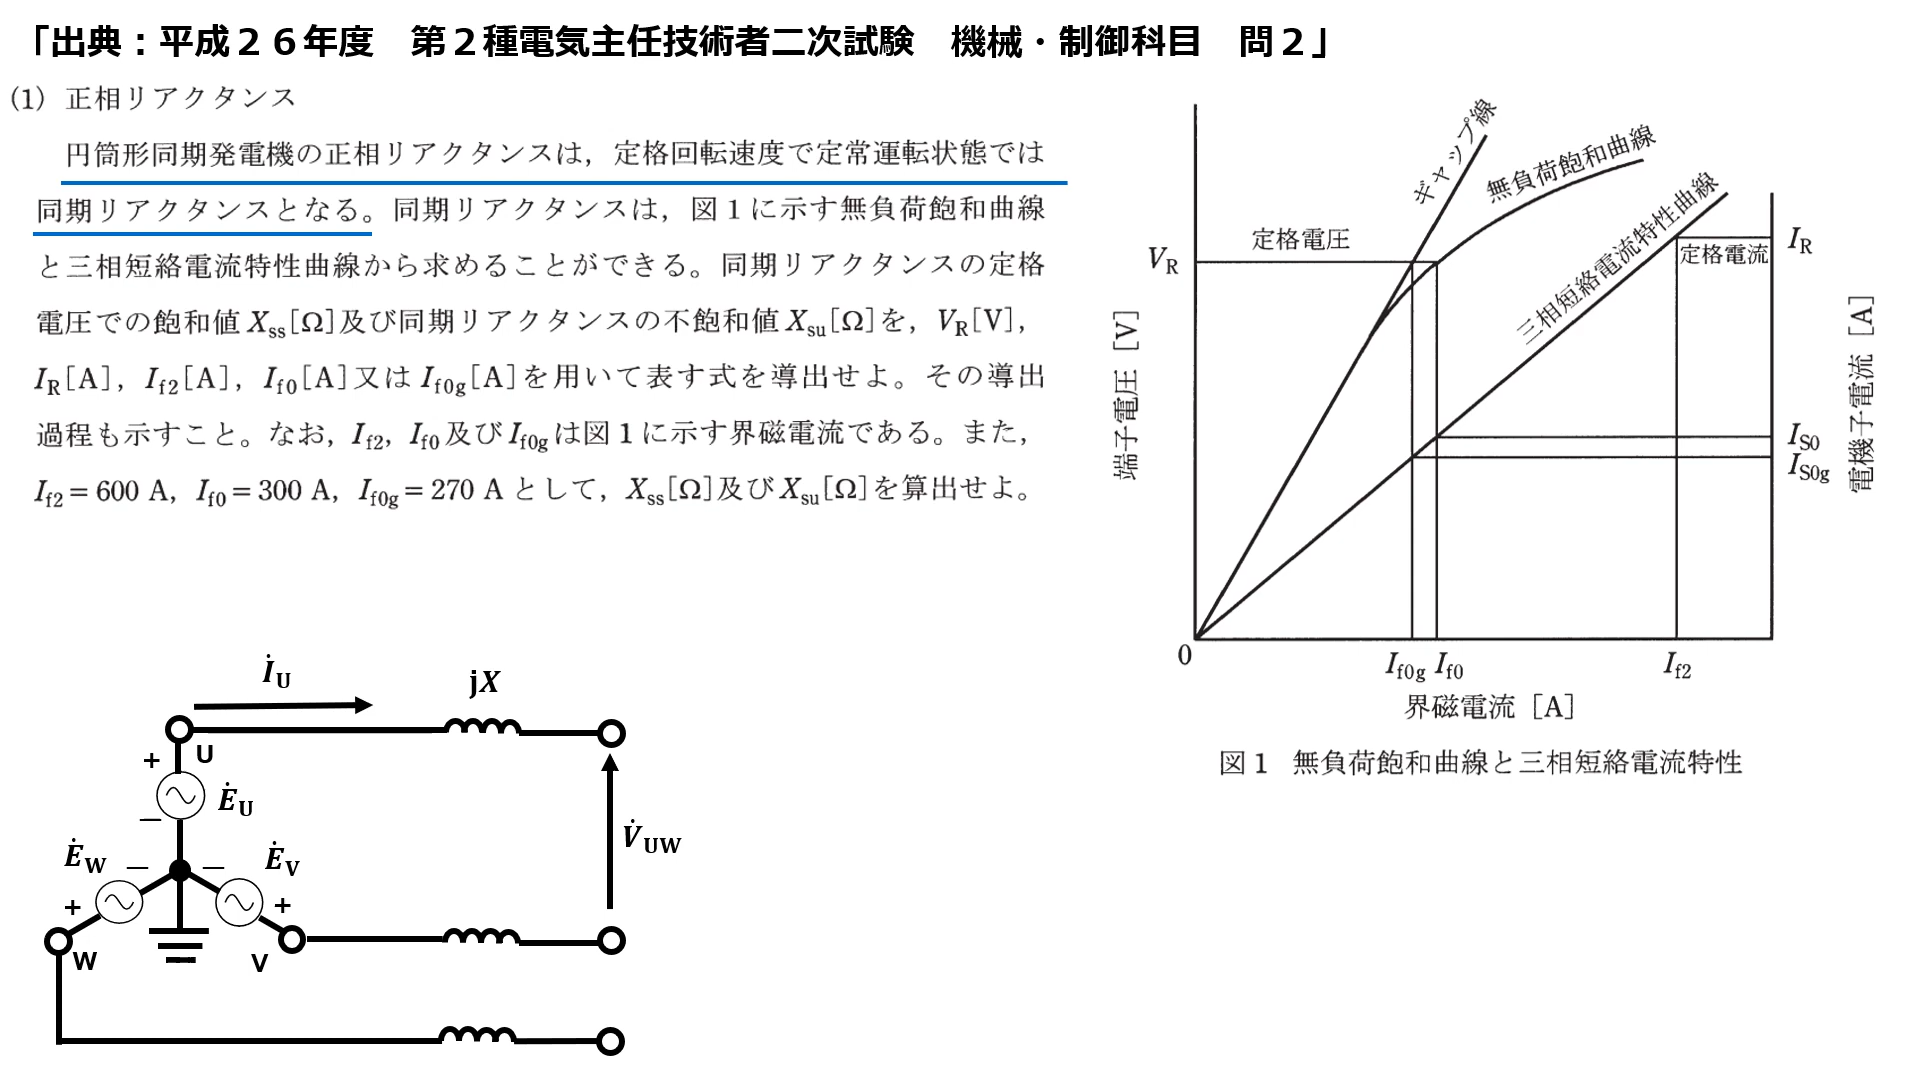 「出典：平成２６年度　第２種電気主任技術者二次試験　機械・制御科目　問２」
(1) 正相リアクタンス
円筒形同期発電機の正相リアクタンスは，定格回転速度で定常運転状態では
同期リアクタンスとなる。同期リアクタンスは，図1に示す無負荷飽和曲線
と三相短絡電流特性曲線から求めることができる。同期リアクタンスの定格
電圧での飽和値 Xss[Ω]及び同期リアクタンスの不飽和値 Xsu[Ω]を，VR[V]，
IR[A]，If2[A]，If0[A]又は If0g[A]を用いて表す式を導出せよ。その導出
過程も示すこと。なお，If2，If0及びIf0gは図1に示す界磁電流である。また，
If2 = 600 A，If0 = 300 A，If0g = 270 A として，Xss[Ω]及びXsu[Ω]を算出せよ。
ギャップ線
無負荷飽和曲線
三相短絡電流特性曲線
定格電圧
VR
定格電流
IR
端子電圧［V］
IS0
IS0g
電機子電流［A］
0
If0g If0
If2
界磁電流［A］
図1 無負荷飽和曲線と三相短絡電流特性
İU
jX
+
U
ĖU
−
ĖW
−
−
ĖV
+
+
W
V
V̇UW